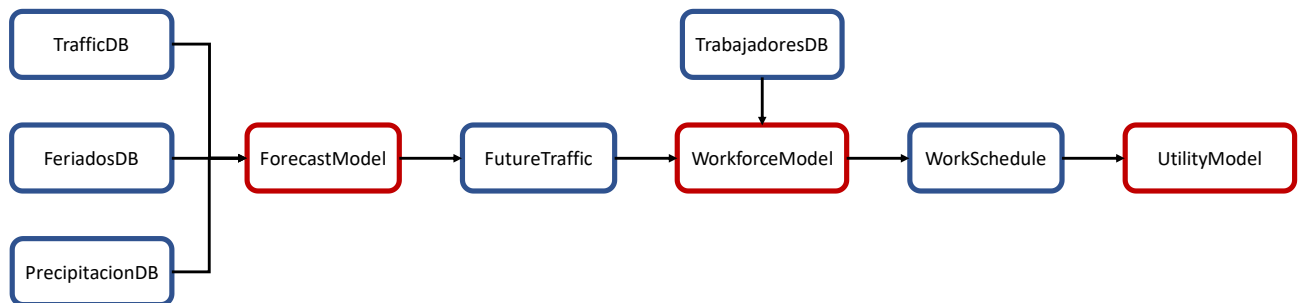 TrafficDB
TrabajadoresDB
FeriadosDB
ForecastModel
FutureTraffic
WorkforceModel
WorkSchedule
UtilityModel
PrecipitacionDB